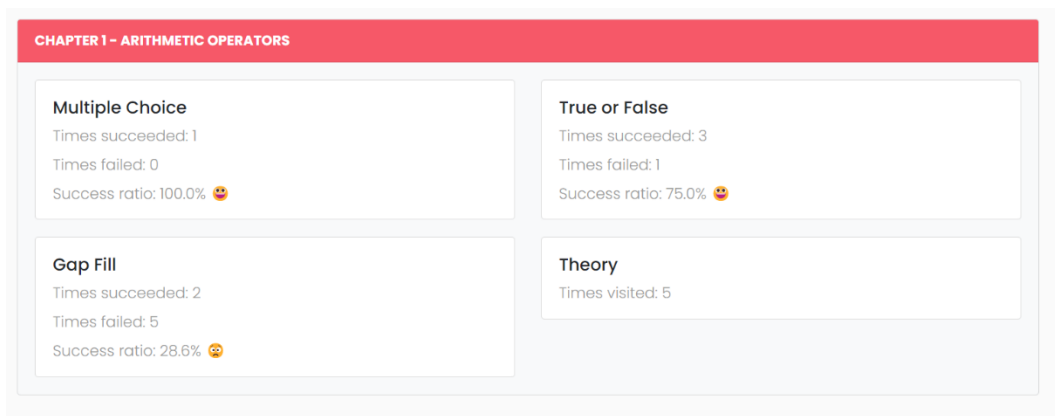 CHAPTER 1 - ARITHMETIC OPERATORS
Multiple Choice
Times succeeded: 1
Times failed: 0
Success ratio: 100.0% 😀
True or False
Times succeeded: 3
Times failed: 1
Success ratio: 75.0% 😀
Gap Fill
Times succeeded: 2
Times failed: 5
Success ratio: 28.6% 😩
Theory
Times visited: 5